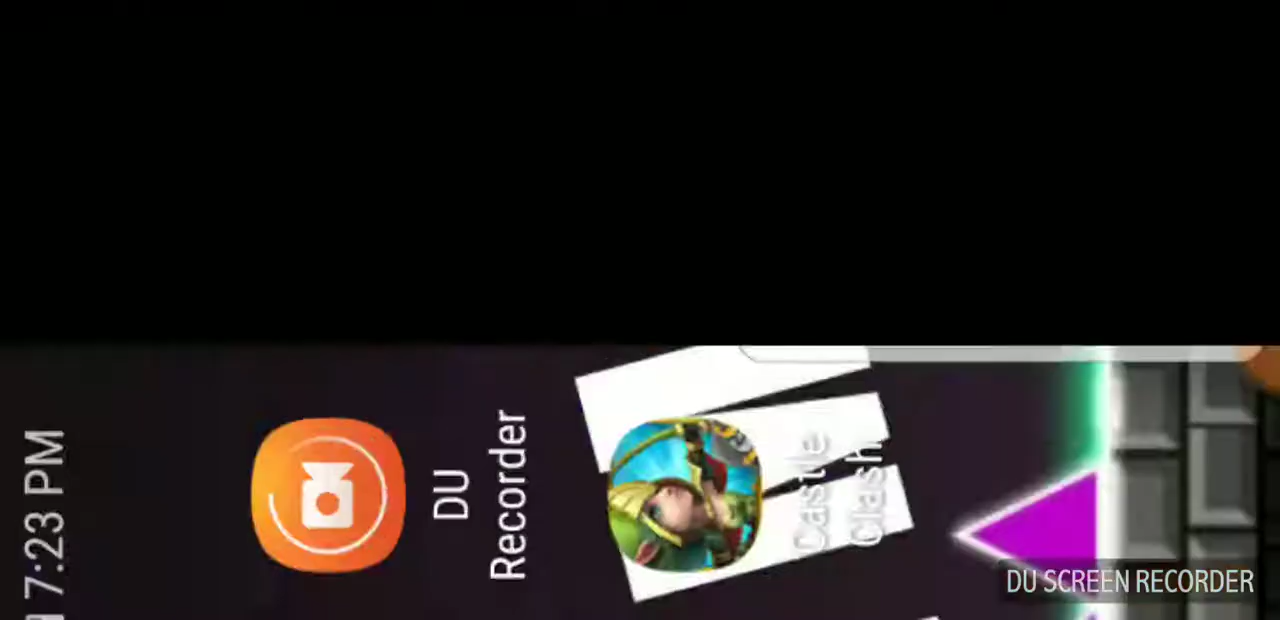 7:23 PM
DU
Recorder
Castle
Clash
DU SCREEN RECORDER